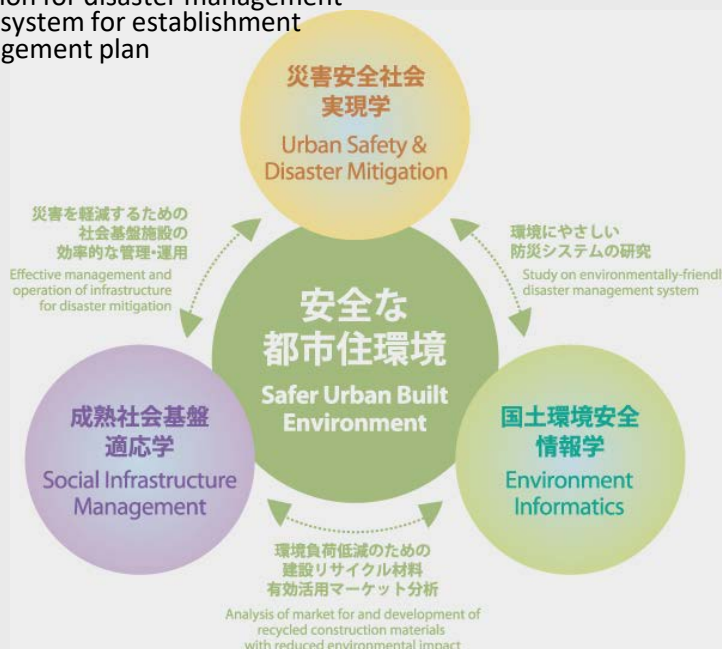 ion for disaster management
system for establishment
gement plan
災害安全社会
実現学
Urban Safety &
Disaster Mitigation
災害を軽減するための
社会基盤施設の
効率的な管理・運用
Effective management and
operation of infrastructure
for disaster mitigation
環境にやさしい
防災システムの研究
Study on environmentally-friendl
disaster management system
安全な
都市住環境
Safer Urban Built
Environment
成熟社会基盤
適応学
Social Infrastructure
Management
国土環境安全
情報学
Environment
Informatics
環境負荷低減のための
建設リサイクル材料
有効活用マーケット分析
Analysis of market for and development of
recycled construction materials
with reduced environmental impact